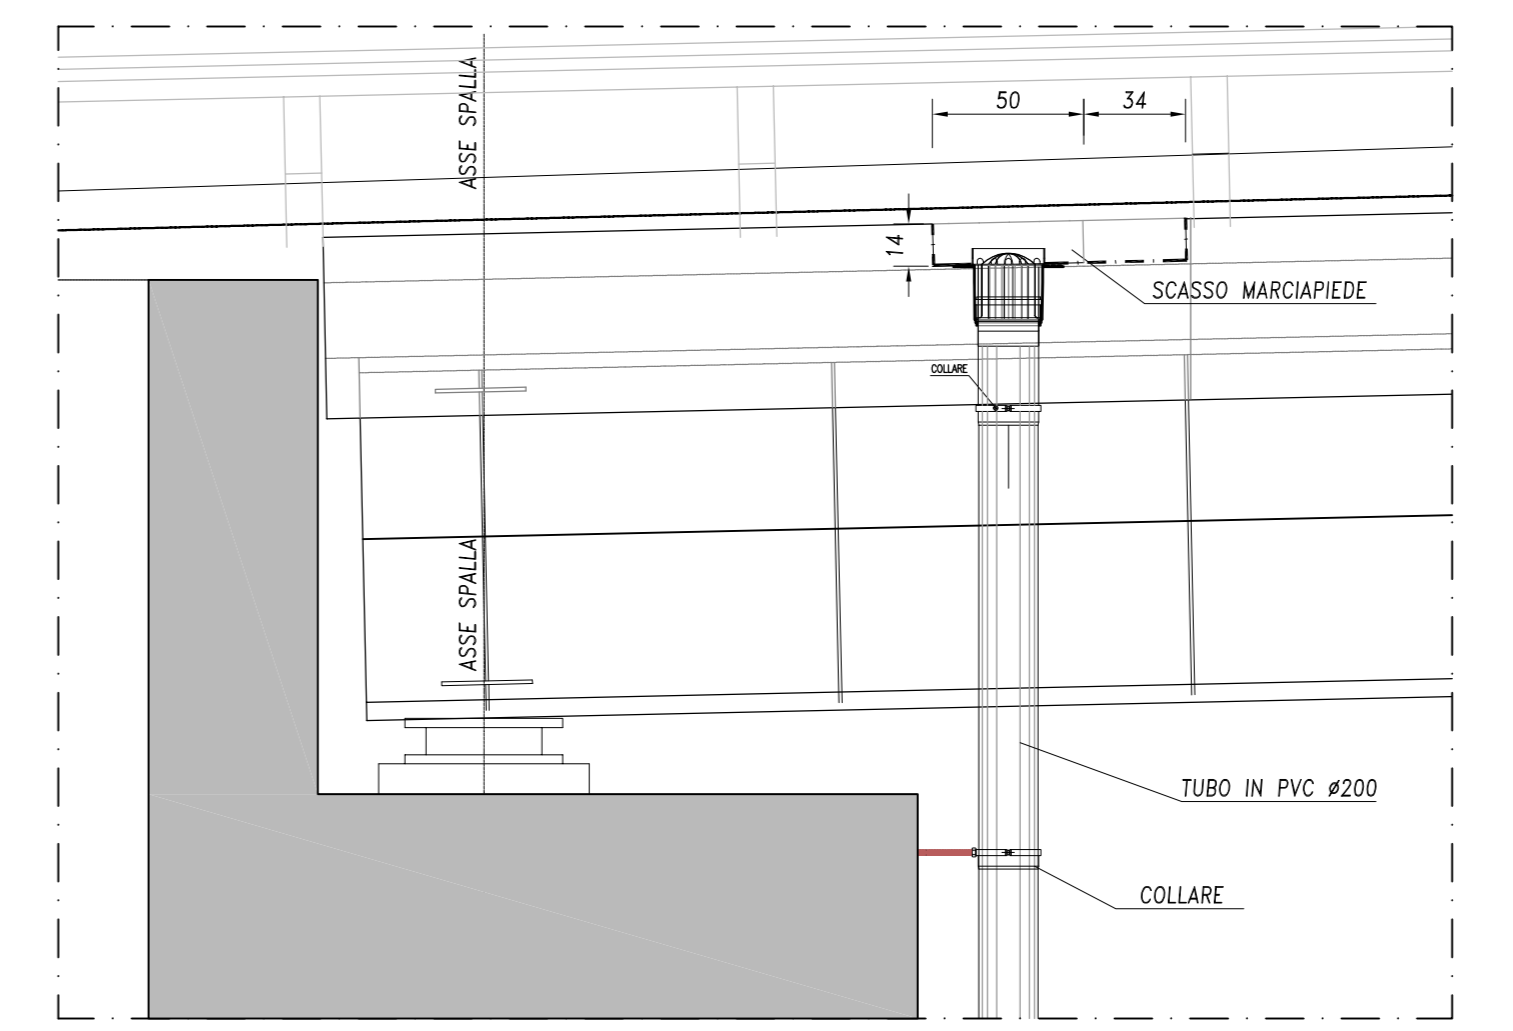 ASSE SPALLA
50
34
14
SCASSO MARCIAPIEDE
COLLARE
ASSE SPALLA
TUBO IN PVC ø200
COLLARE